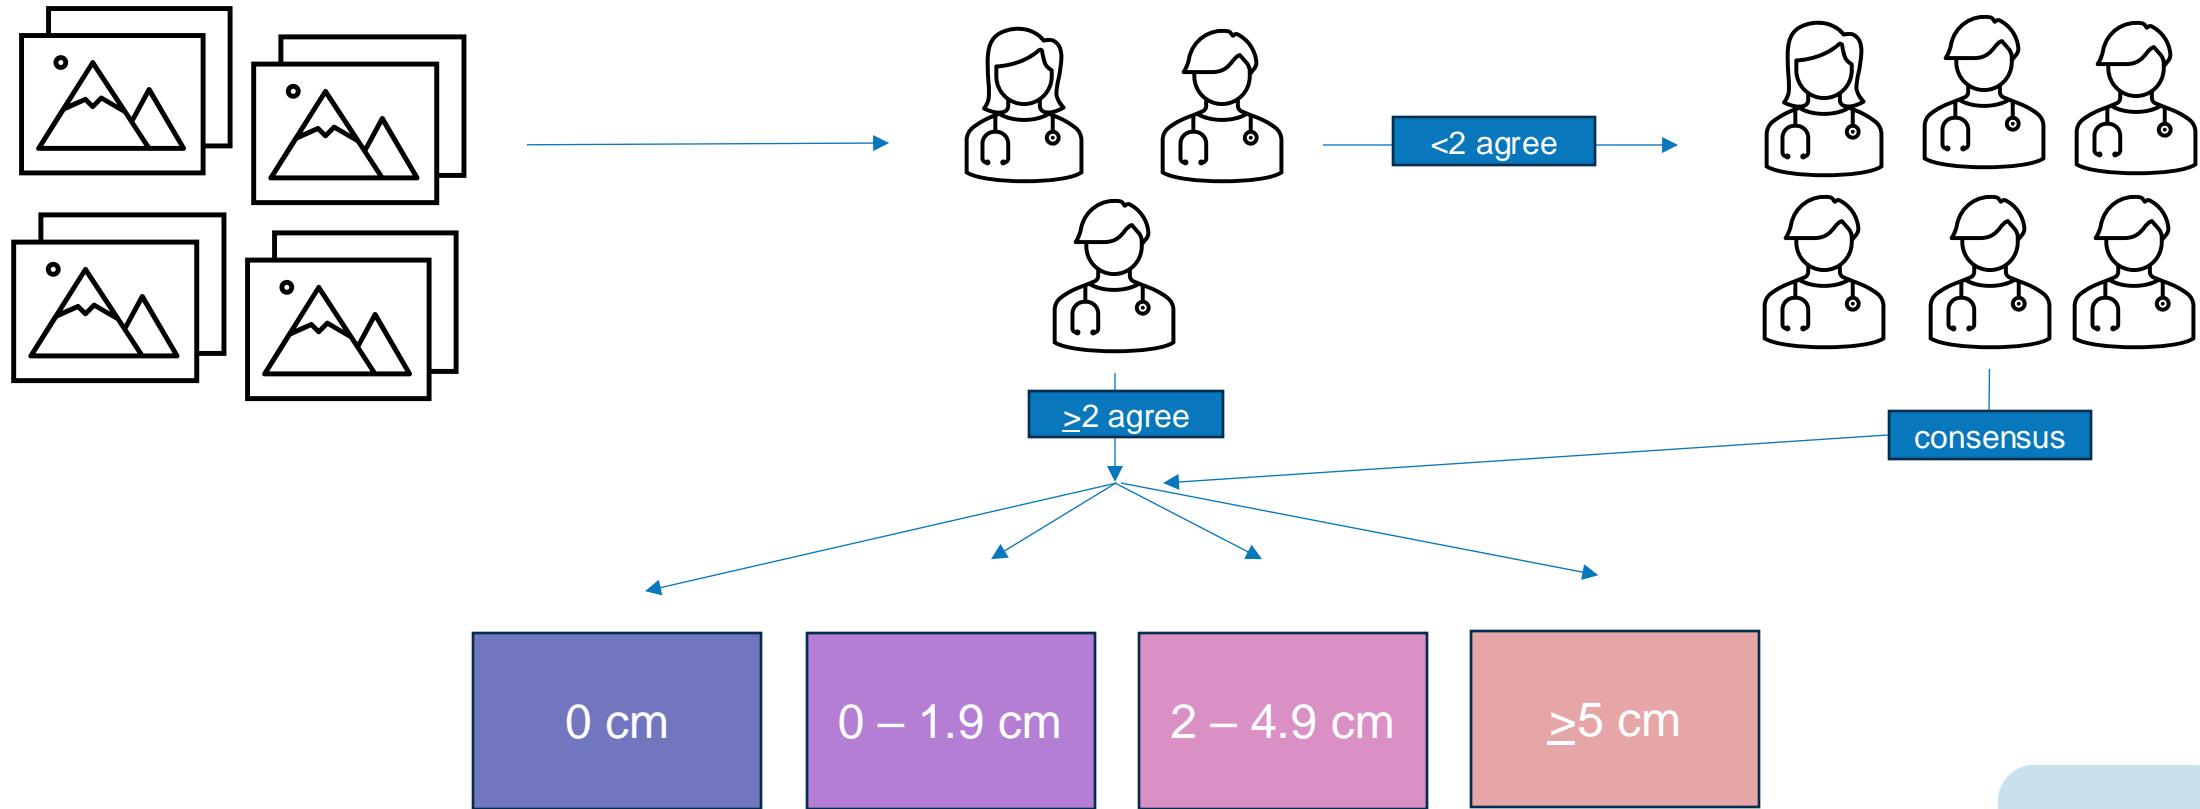 <2 agree
≥2 agree
consensus
0 cm
0 – 1.9 cm
2 – 4.9 cm
≥5 cm